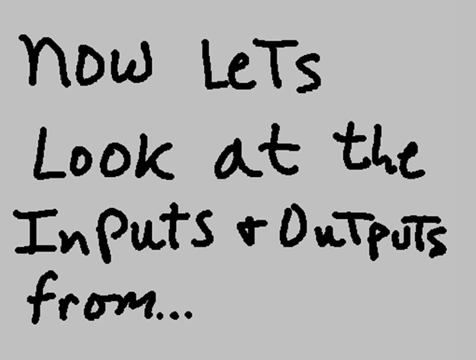 Now LeTs
Look at the
InPuts + OuTpuTs
from...